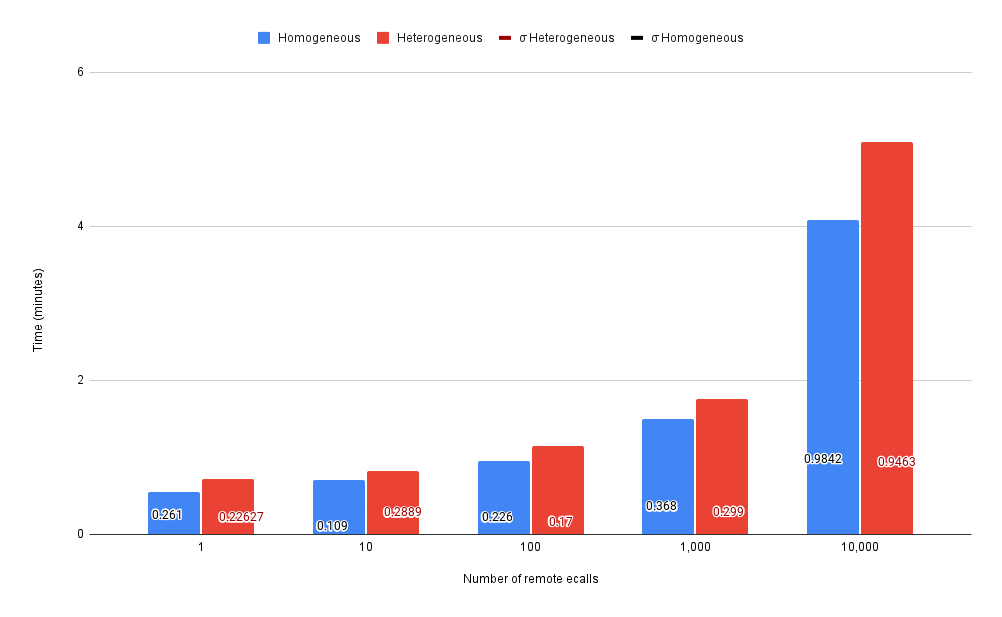 Homogeneous Heterogeneous σ Heterogeneous σ Homogeneous
6
4
2
0
Time (minutes)
0.261 0.22627 0.109 0.2889 0.226 0.17 0.368 0.299 0.9842 0.9463
1 10 100 1,000 10,000
Number of remote ecalls